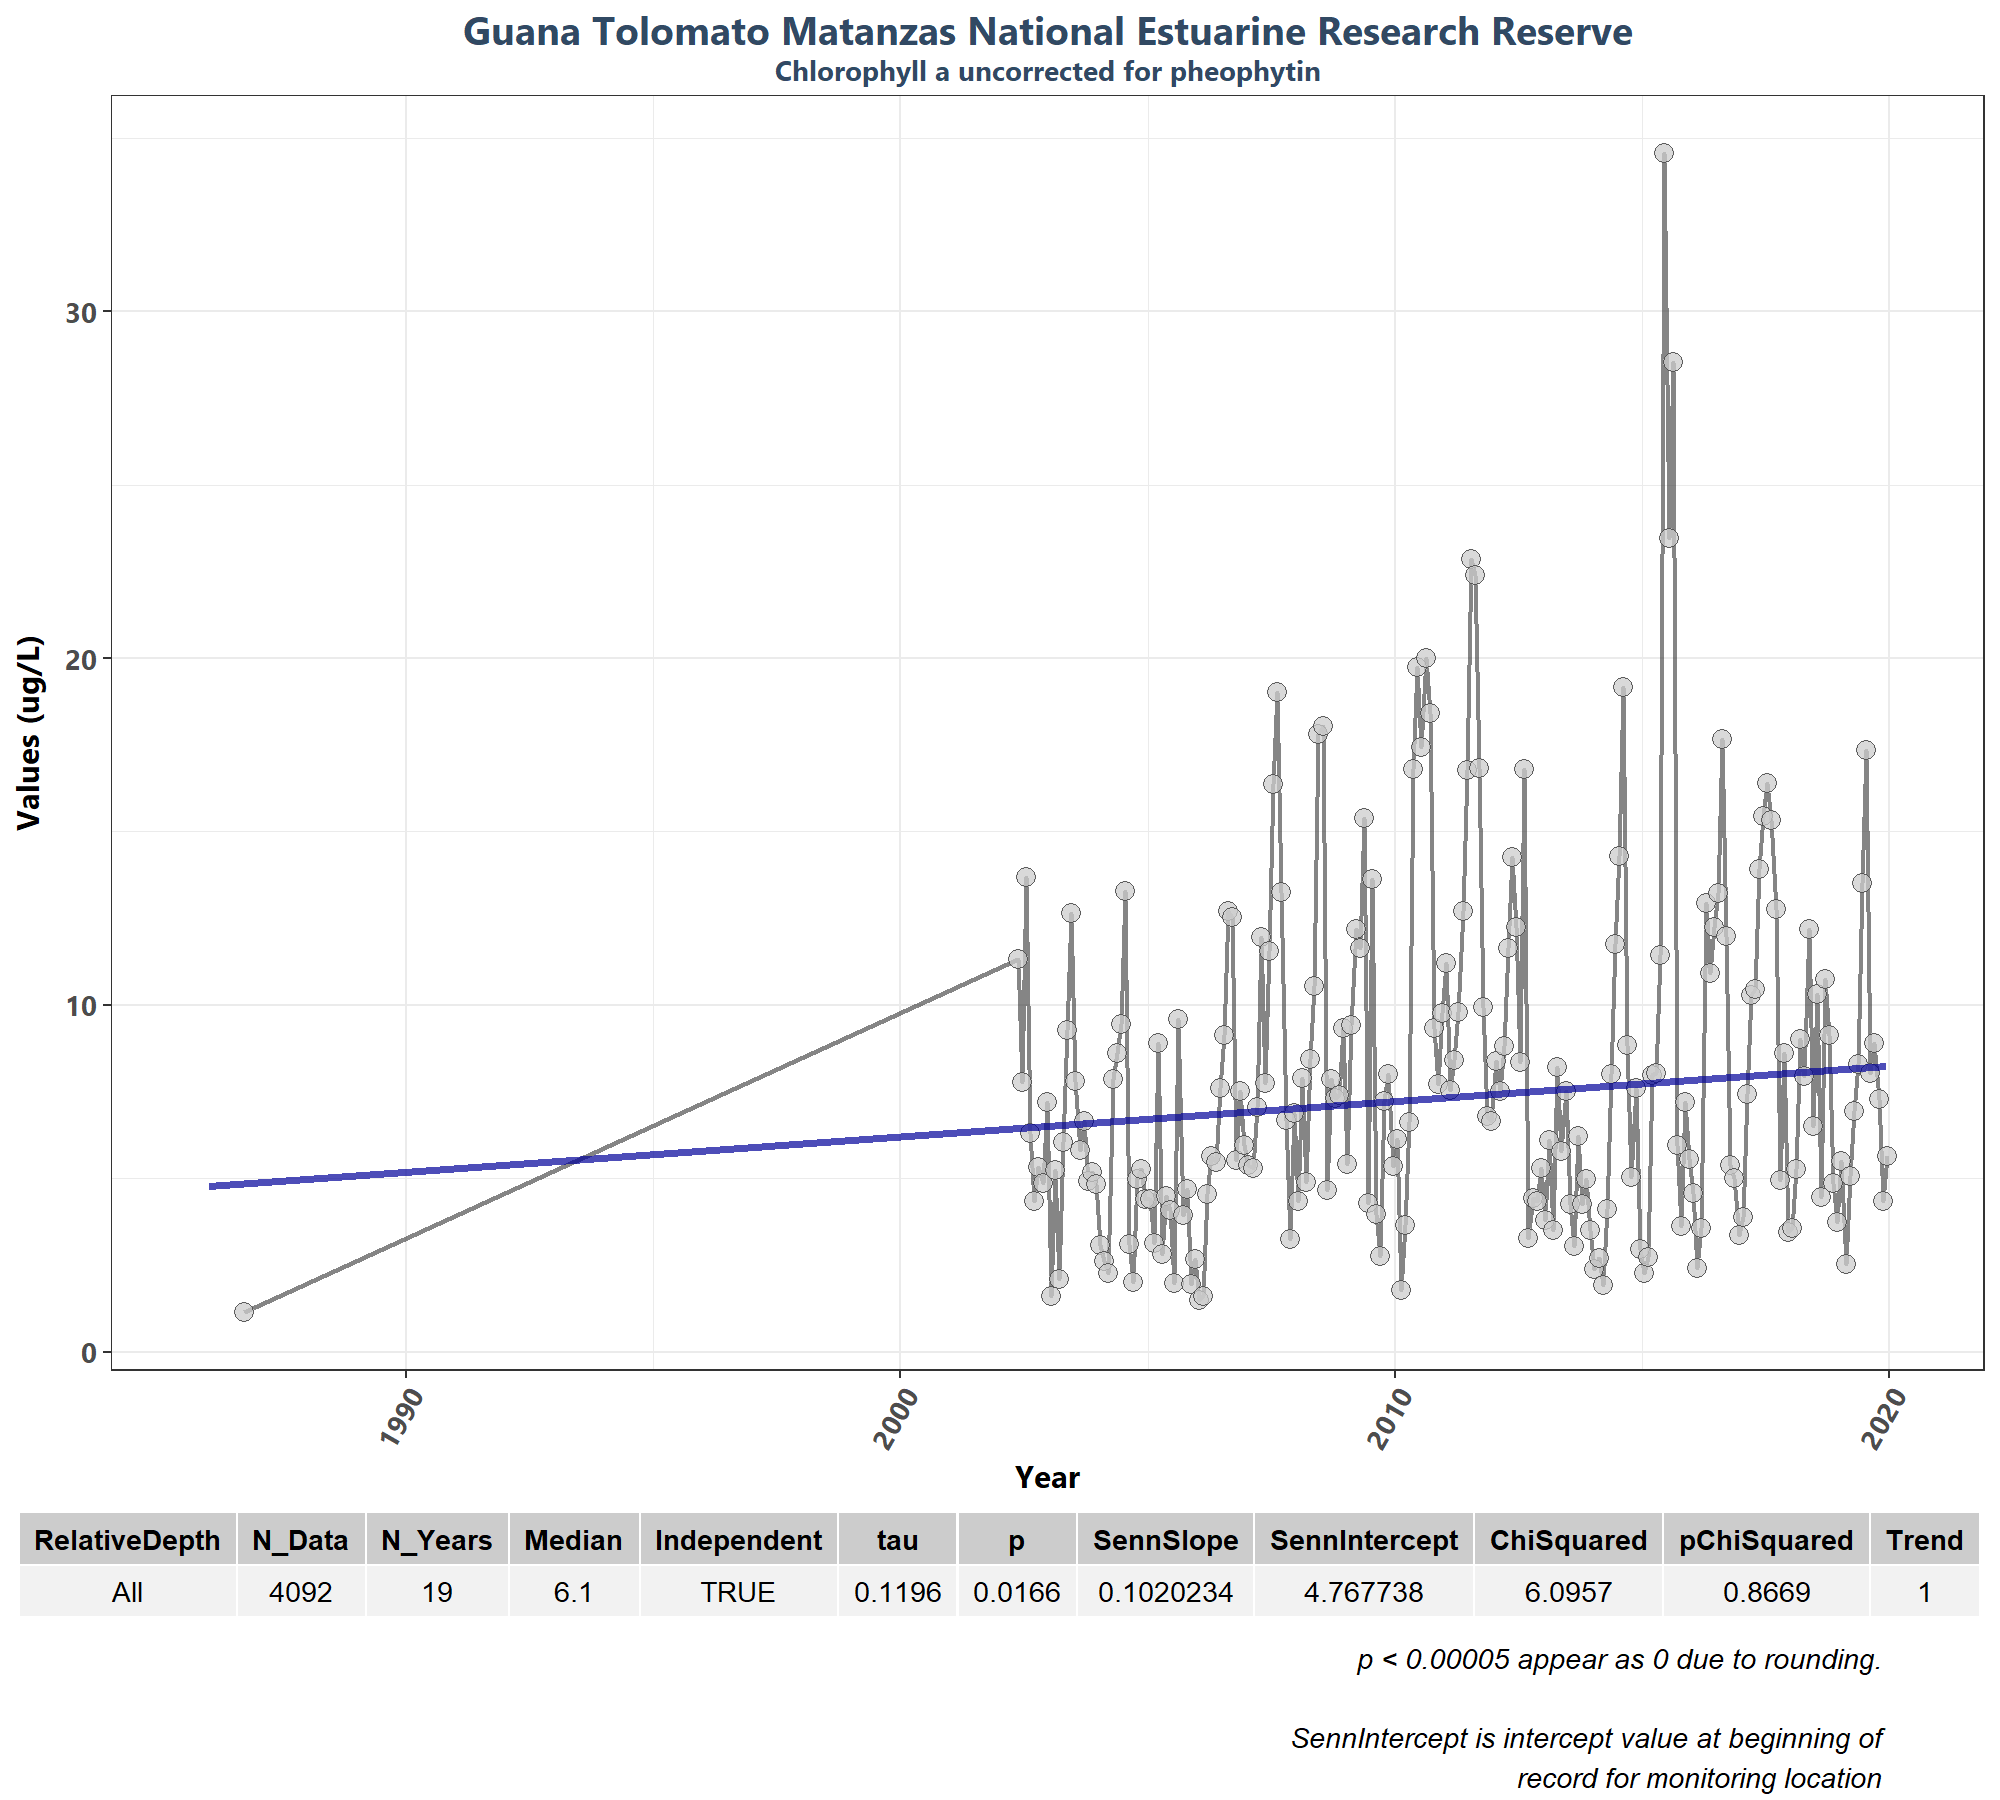 Guana Tolomato Matanzas National Estuarine Research Reserve
Chlorophyll a uncorrected for pheophytin
Values (ug/L)
30
20
10
0
1990
2000
2010
2020
Year
RelativeDepth N_Data N_Years Median Independent tau p SennSlope SennIntercept ChiSquared pChiSquared Trend
All 4092 19 6.1 TRUE 0.1196 0.0166 0.1020234 4.767738 6.0957 0.8669 1
p < 0.00005 appear as 0 due to rounding.
SennIntercept is intercept value at beginning of
record for monitoring location